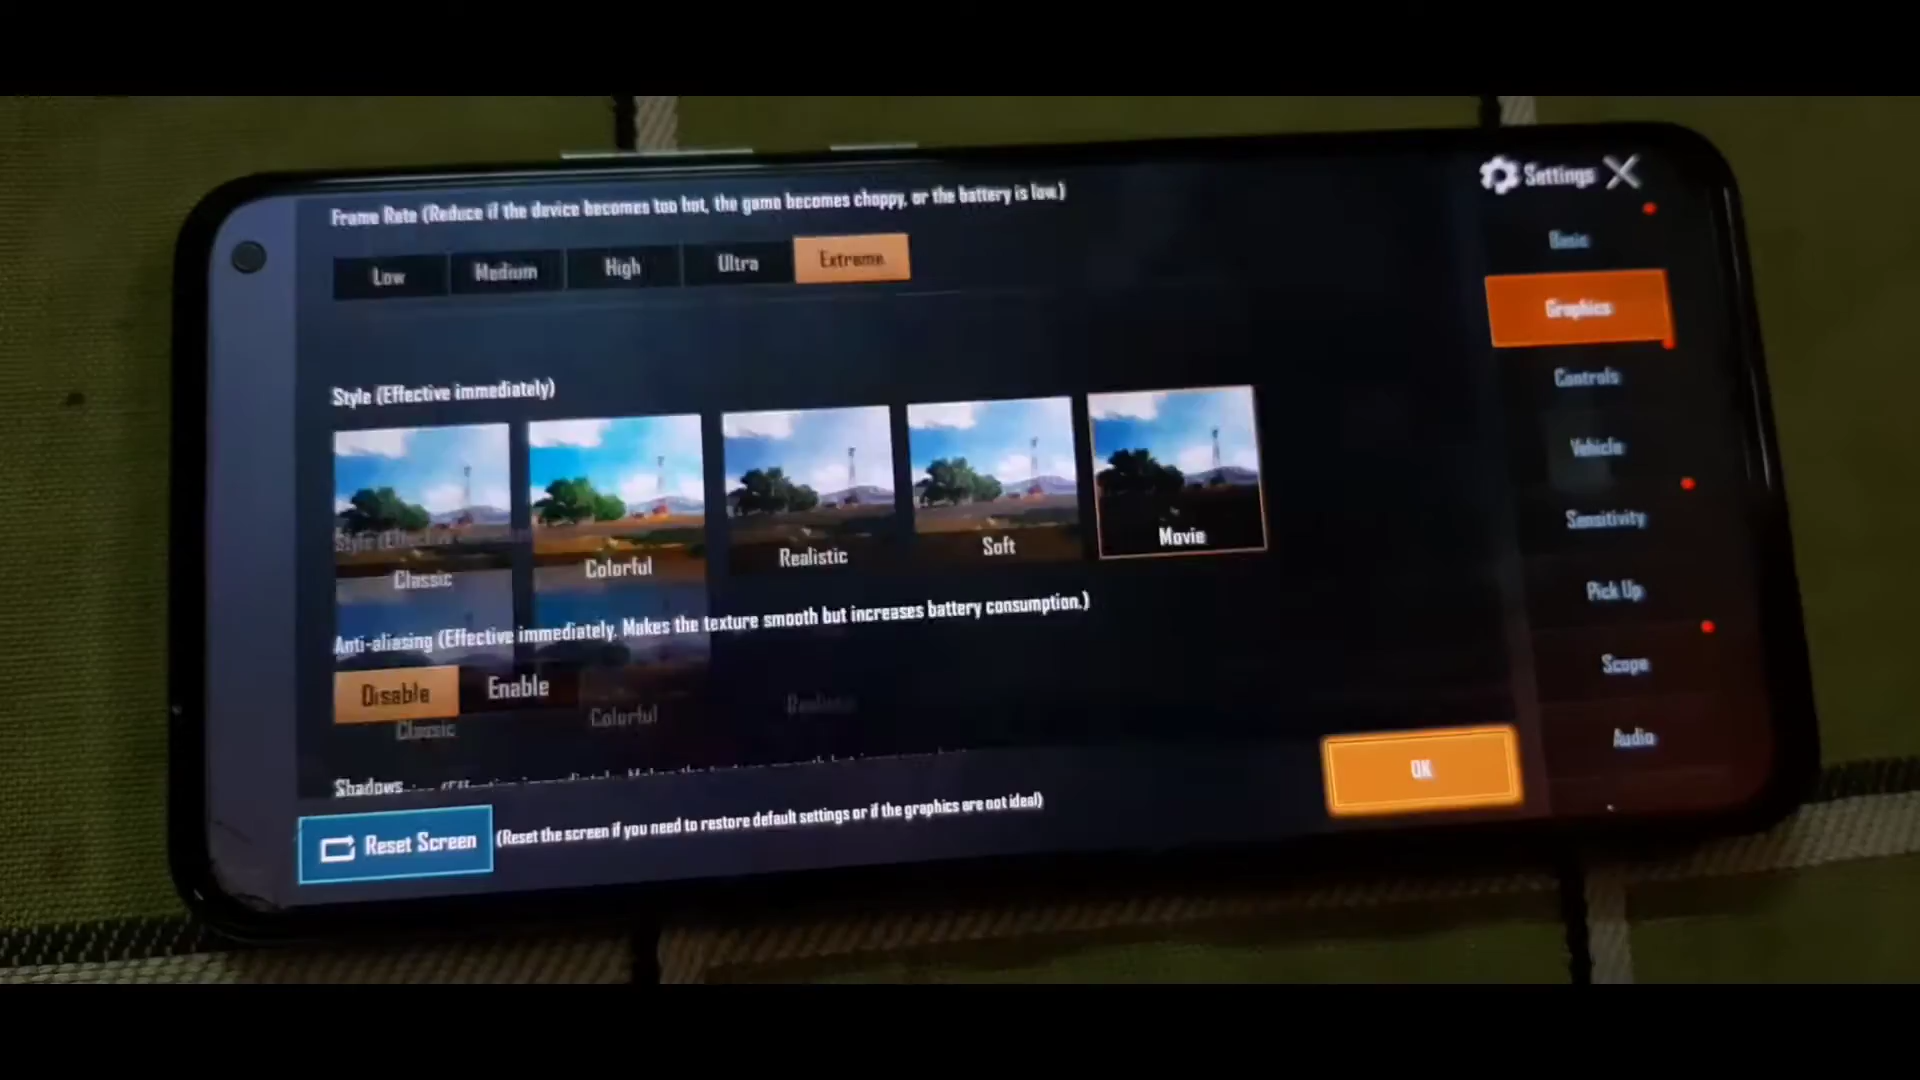 Frame Rate (Reduce if the device becomes too hot, the game becomes choppy, or the battery is low.)
Low Medium High Ultra Extreme
Style (Effective immediately)
Style (Effective
Classic Colorful Realistic Soft Movie
Anti-aliasing (Effective immediately. Makes the texture smooth but increases battery consumption.)
Disable Enable
Classic Colorful Realistic
Shadows
Reset Screen (Reset the screen if you need to restore default settings or if the graphics are not ideal)
OK
Settings
Basic
Graphics
Controls
Vehicle
Sensitivity
Pick Up
Scope
Audio